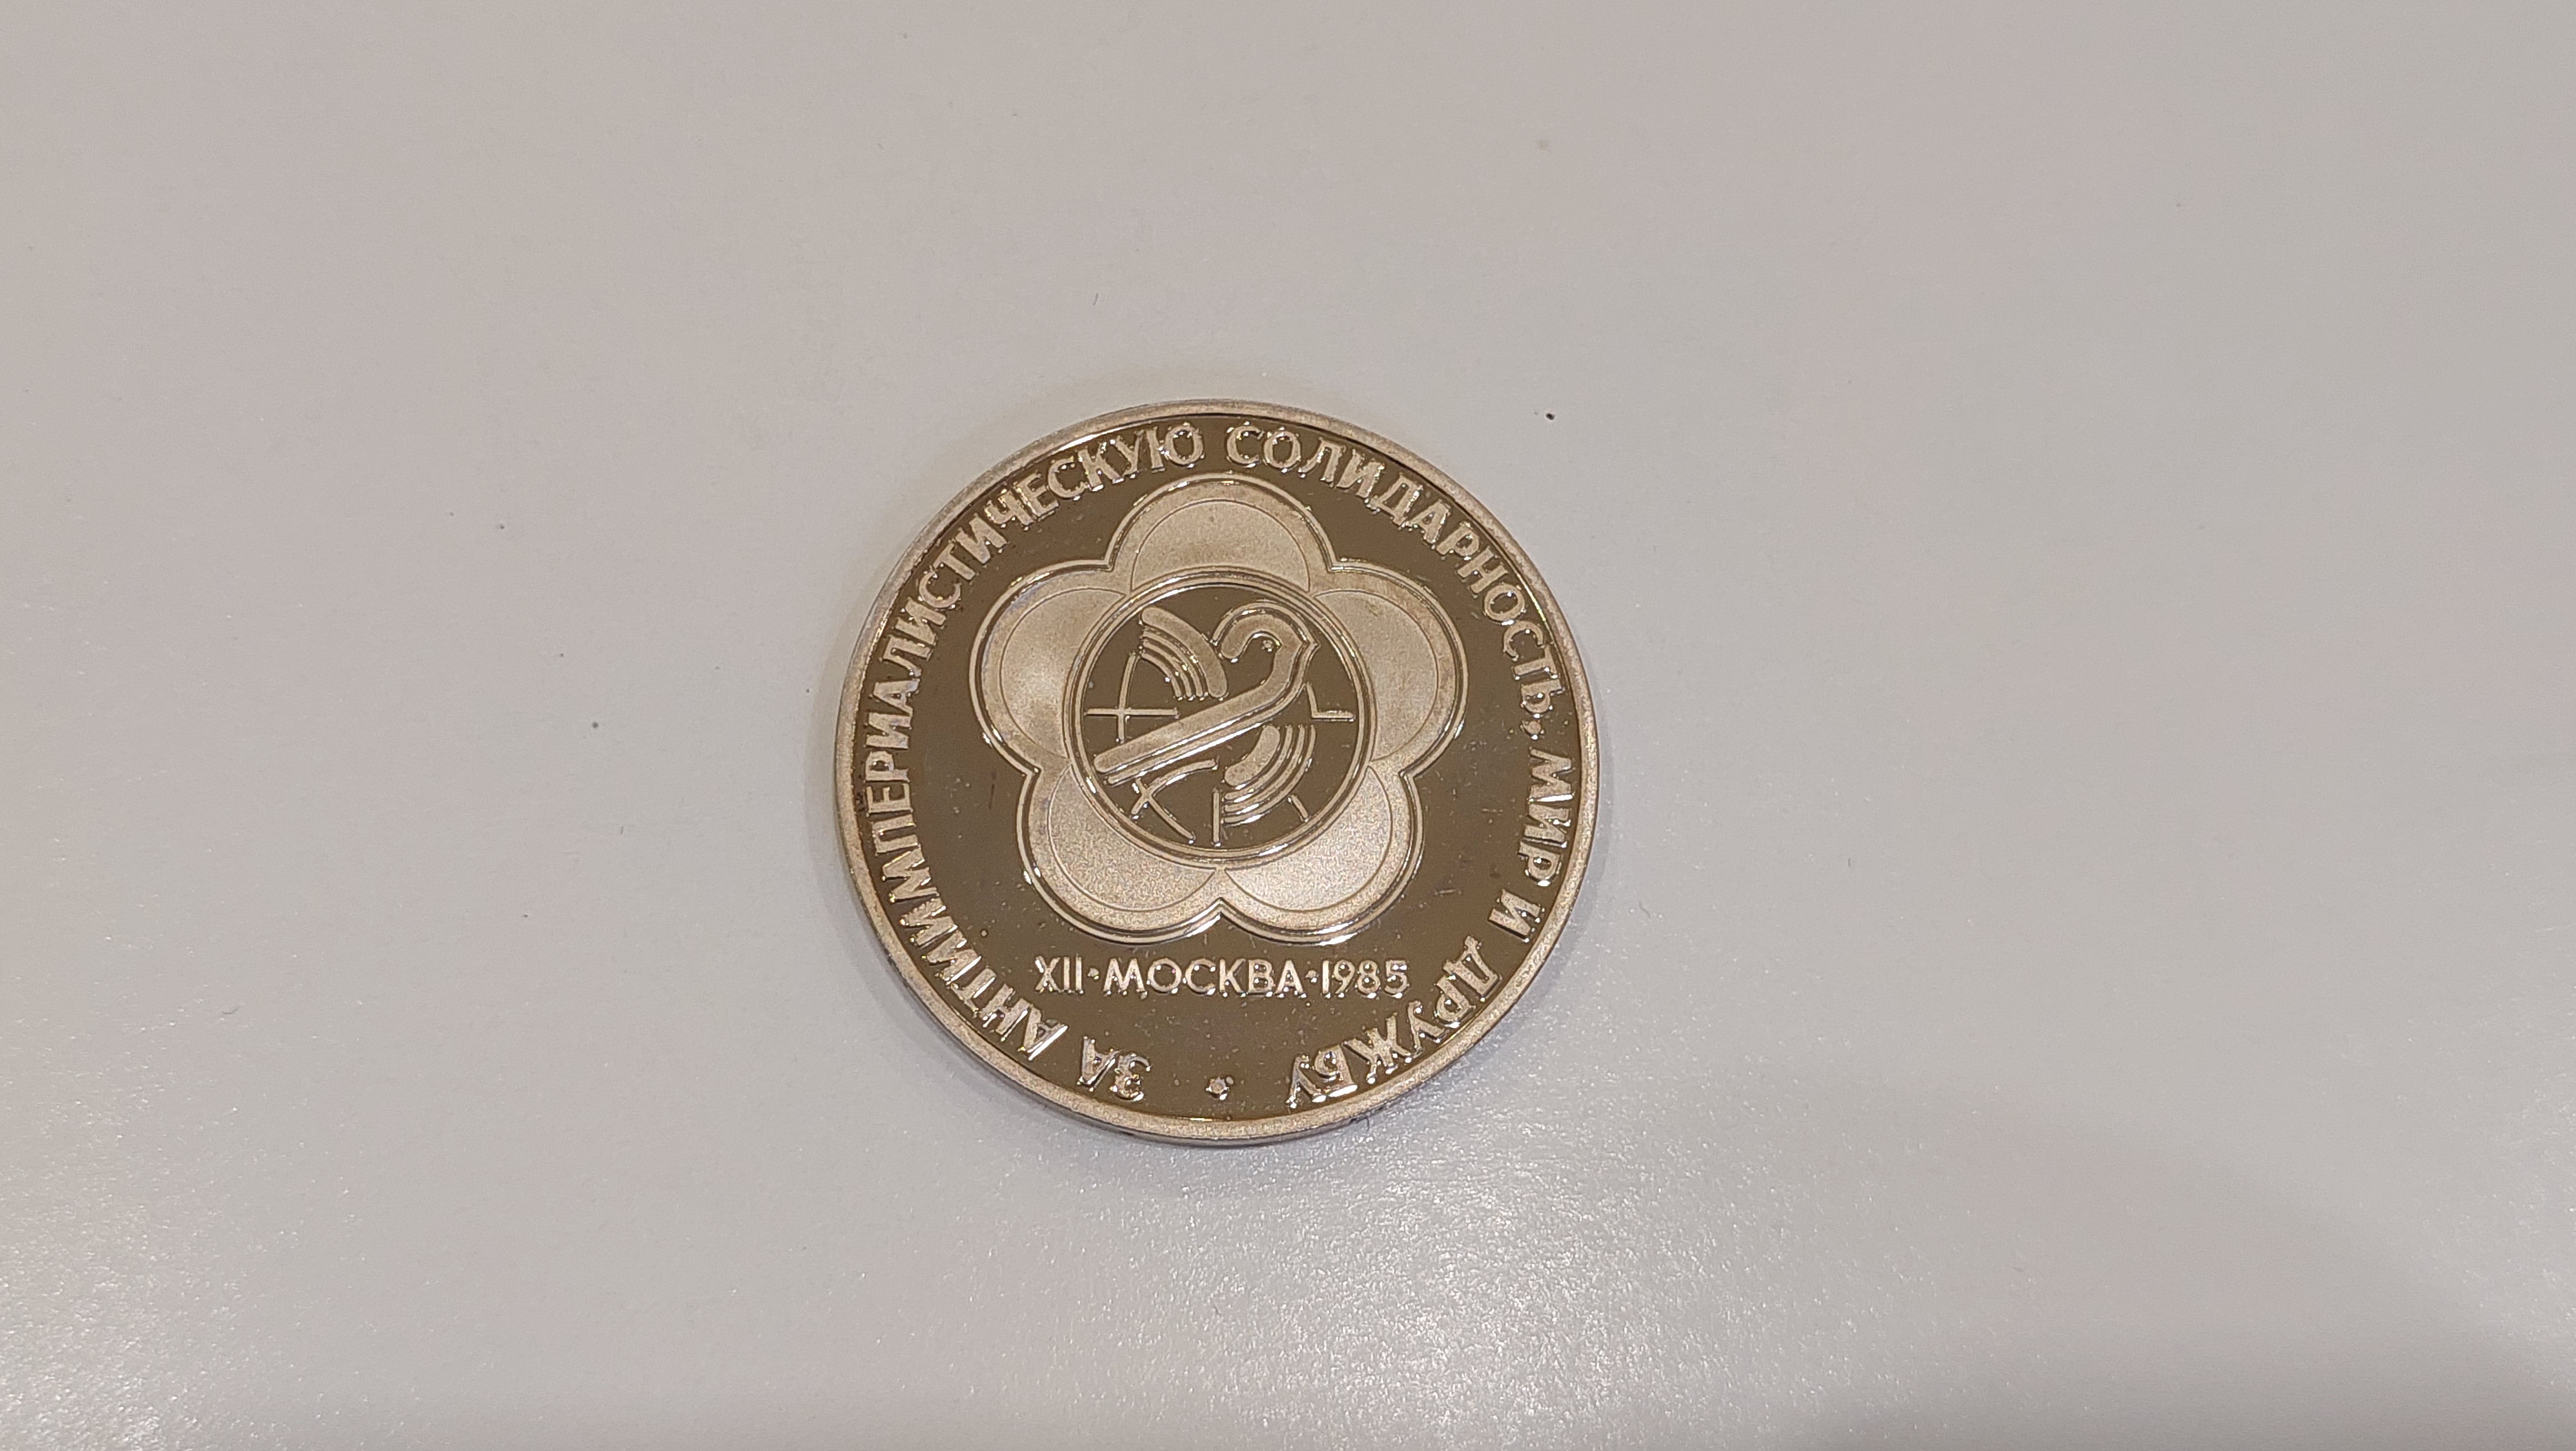 ЗА АНТИИМПЕРИАЛИСТИЧЕСКУЮ СОЛИДАРНОСТЬ, МИР И ДРУЖБУ
XII·МОСКВА·1985